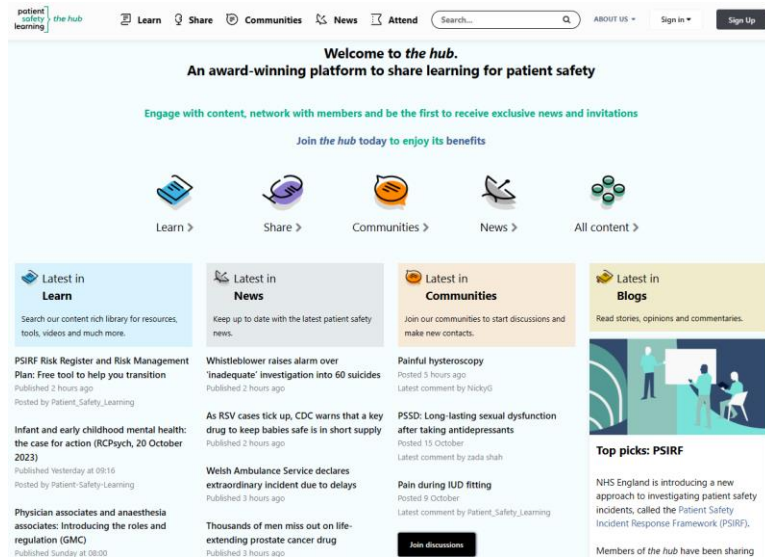 patient
safety
learning
the hub
Learn
Share
Communities
News
Attend
Search...
ABOUT US
Sign in
Sign Up
Welcome to the hub.
An award-winning platform to share learning for patient safety
Engage with content, network with members and be the first to receive exclusive news and invitations
Join the hub today to enjoy its benefits
Learn >
Share >
Communities >
News >
All content >
Latest in
Learn
Search our content rich library for resources,
tools, videos and much more.
PSIRF Risk Register and Risk Management
Plan: Free tool to help you transition
Published 2 hours ago
Posted by Patient_Safety_Learning
Infant and early childhood mental health:
the case for action (RCPsych, 20 October
2023)
Published Yesterday at 09:16
Posted by Patient-Safety-Learning
Physician associates and anaesthesia
associates: Introducing the roles and
regulation (GMC)
Published Sunday at 08:00
Latest in
News
Keep up to date with the latest patient safety
news.
Whistleblower raises alarm over
'inadequate' investigation into 60 suicides
Published 2 hours ago
As RSV cases tick up, CDC warns that a key
drug to keep babies safe is in short supply
Published 2 hours ago
Welsh Ambulance Service declares
extraordinary incident due to delays
Published 3 hours ago
Thousands of men miss out on life-
extending prostate cancer drug
Published 3 hours ago
Latest in
Communities
Join our communities to start discussions and
make new contacts.
Painful hysteroscopy
Posted 5 hours ago
Latest comment by NickyG
PSSD: Long-lasting sexual dysfunction
after taking antidepressants
Posted 15 October
Latest comment by zada shah
Pain during IUD fitting
Posted 9 October
Latest comment by Patient_Safety_Learning
Join discussions
Latest in
Blogs
Read stories, opinions and commentaries.
Top picks: PSIRF
NHS England is introducing a new
approach to investigating patient safety
incidents, called the Patient Safety
Incident Response Framework (PSIRF).
Members of the hub have been sharing